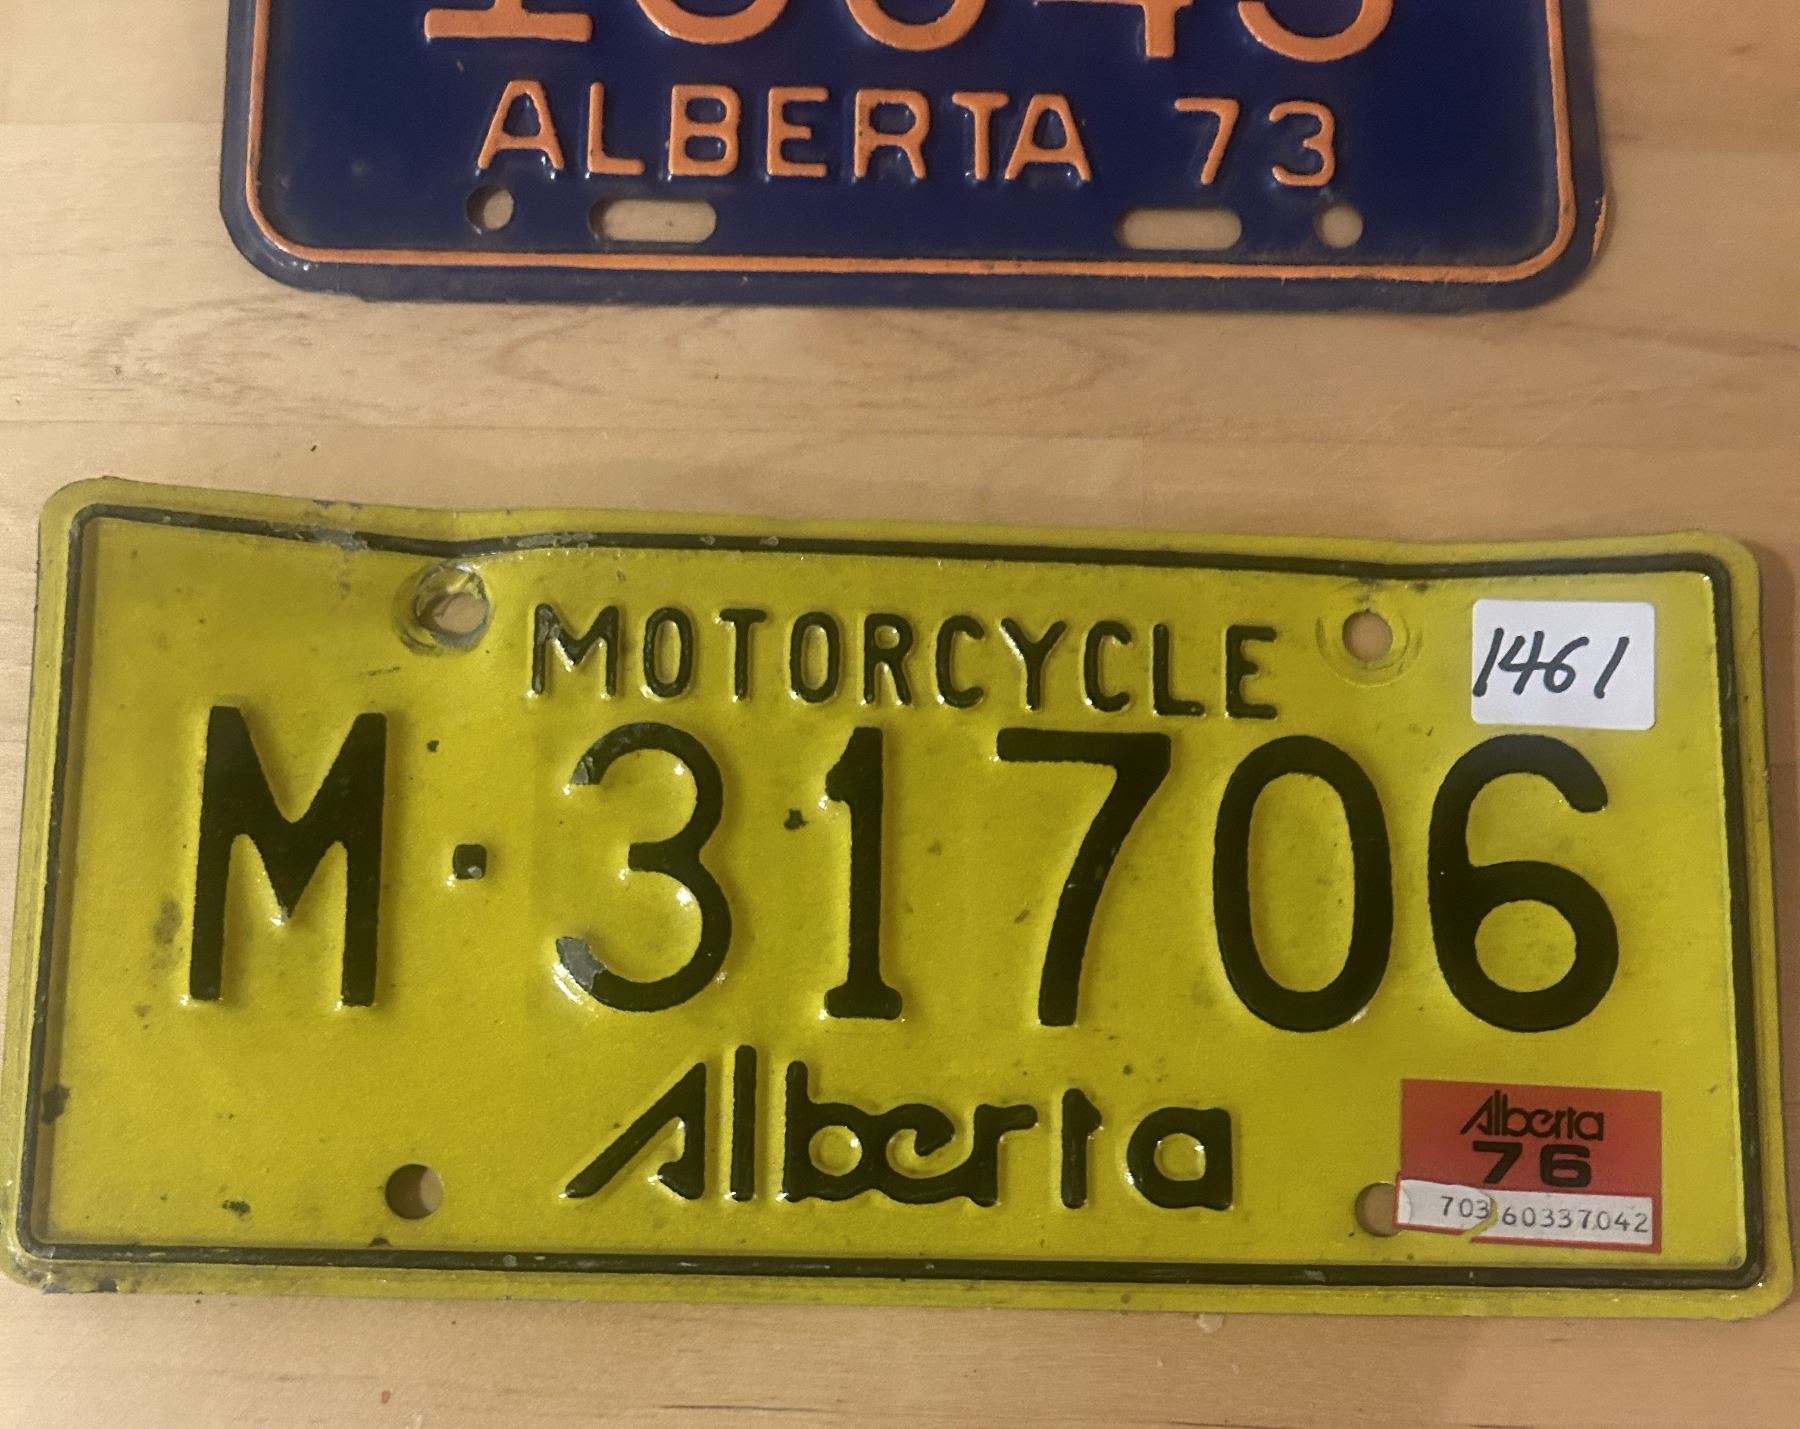 ALBERTA 73
MOTORCYCLE
1461
M·31706
Alberta
Alberta
76
70360337042